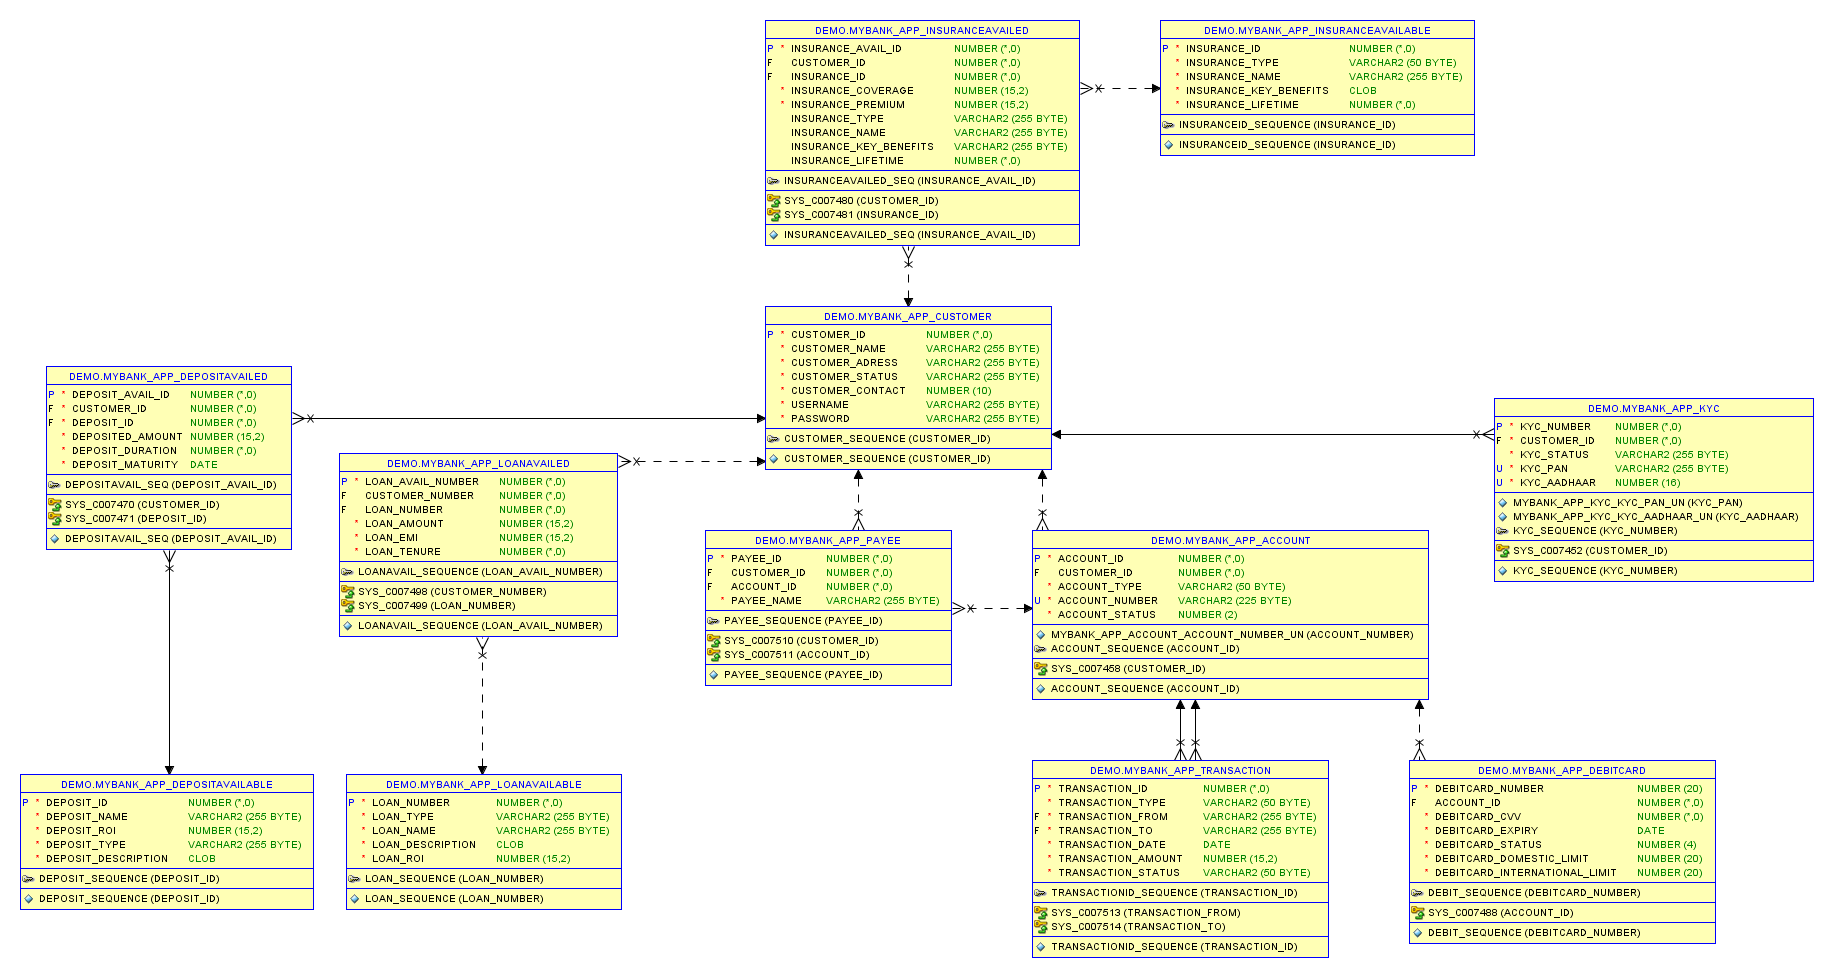 DEMO.MYBANK_APP_INSURANCEAVAILED
P * INSURANCE_AVAIL_ID NUMBER (*,0)
F CUSTOMER_ID NUMBER (*,0)
F INSURANCE_ID NUMBER (*,0)
* INSURANCE_COVERAGE NUMBER (15,2)
* INSURANCE_PREMIUM NUMBER (15,2)
INSURANCE_TYPE VARCHAR2 (255 BYTE)
INSURANCE_NAME VARCHAR2 (255 BYTE)
INSURANCE_KEY_BENEFITS VARCHAR2 (255 BYTE)
INSURANCE_LIFETIME NUMBER (*,0)
INSURANCEAVAILED_SEQ (INSURANCE_AVAIL_ID)
SYS_C007480 (CUSTOMER_ID)
SYS_C007481 (INSURANCE_ID)
INSURANCEAVAILED_SEQ (INSURANCE_AVAIL_ID)
DEMO.MYBANK_APP_INSURANCEAVAILABLE
P * INSURANCE_ID NUMBER (*,0)
* INSURANCE_TYPE VARCHAR2 (50 BYTE)
* INSURANCE_NAME VARCHAR2 (255 BYTE)
* INSURANCE_KEY_BENEFITS CLOB
* INSURANCE_LIFETIME NUMBER (*,0)
INSURANCEID_SEQUENCE (INSURANCE_ID)
INSURANCEID_SEQUENCE (INSURANCE_ID)
DEMO.MYBANK_APP_CUSTOMER
P * CUSTOMER_ID NUMBER (*,0)
* CUSTOMER_NAME VARCHAR2 (255 BYTE)
* CUSTOMER_ADRESS VARCHAR2 (255 BYTE)
* CUSTOMER_STATUS VARCHAR2 (255 BYTE)
* CUSTOMER_CONTACT NUMBER (10)
* USERNAME VARCHAR2 (255 BYTE)
* PASSWORD VARCHAR2 (255 BYTE)
CUSTOMER_SEQUENCE (CUSTOMER_ID)
CUSTOMER_SEQUENCE (CUSTOMER_ID)
DEMO.MYBANK_APP_DEPOSITAVAILED
P * DEPOSIT_AVAIL_ID NUMBER (*,0)
F * CUSTOMER_ID NUMBER (*,0)
F * DEPOSIT_ID NUMBER (*,0)
* DEPOSITED_AMOUNT NUMBER (15,2)
* DEPOSIT_DURATION NUMBER (*,0)
* DEPOSIT_MATURITY DATE
DEPOSITAVAIL_SEQ (DEPOSIT_AVAIL_ID)
SYS_C007470 (CUSTOMER_ID)
SYS_C007471 (DEPOSIT_ID)
DEPOSITAVAIL_SEQ (DEPOSIT_AVAIL_ID)
DEMO.MYBANK_APP_KYC
P * KYC_NUMBER NUMBER (*,0)
F * CUSTOMER_ID NUMBER (*,0)
* KYC_STATUS VARCHAR2 (255 BYTE)
U * KYC_PAN VARCHAR2 (255 BYTE)
U * KYC_AADHAAR NUMBER (16)
MYBANK_APP_KYC_KYC_PAN_UN (KYC_PAN)
MYBANK_APP_KYC_KYC_AADHAAR_UN (KYC_AADHAAR)
KYC_SEQUENCE (KYC_NUMBER)
SYS_C007452 (CUSTOMER_ID)
KYC_SEQUENCE (KYC_NUMBER)
DEMO.MYBANK_APP_LOANAVAILED
P * LOAN_AVAIL_NUMBER NUMBER (*,0)
F CUSTOMER_NUMBER NUMBER (*,0)
F LOAN_NUMBER NUMBER (*,0)
* LOAN_AMOUNT NUMBER (15,2)
* LOAN_EMI NUMBER (15,2)
* LOAN_TENURE NUMBER (*,0)
LOANAVAIL_SEQUENCE (LOAN_AVAIL_NUMBER)
SYS_C007498 (CUSTOMER_NUMBER)
SYS_C007499 (LOAN_NUMBER)
LOANAVAIL_SEQUENCE (LOAN_AVAIL_NUMBER)
DEMO.MYBANK_APP_PAYEE
P * PAYEE_ID NUMBER (*,0)
F CUSTOMER_ID NUMBER (*,0)
F ACCOUNT_ID NUMBER (*,0)
* PAYEE_NAME VARCHAR2 (255 BYTE)
PAYEE_SEQUENCE (PAYEE_ID)
SYS_C007510 (CUSTOMER_ID)
SYS_C007511 (ACCOUNT_ID)
PAYEE_SEQUENCE (PAYEE_ID)
DEMO.MYBANK_APP_ACCOUNT
P * ACCOUNT_ID NUMBER (*,0)
F CUSTOMER_ID NUMBER (*,0)
* ACCOUNT_TYPE VARCHAR2 (50 BYTE)
U * ACCOUNT_NUMBER VARCHAR2 (225 BYTE)
* ACCOUNT_STATUS NUMBER (2)
MYBANK_APP_ACCOUNT_ACCOUNT_NUMBER_UN (ACCOUNT_NUMBER)
ACCOUNT_SEQUENCE (ACCOUNT_ID)
SYS_C007458 (CUSTOMER_ID)
ACCOUNT_SEQUENCE (ACCOUNT_ID)
DEMO.MYBANK_APP_DEPOSITAVAILABLE
P * DEPOSIT_ID NUMBER (*,0)
* DEPOSIT_NAME VARCHAR2 (255 BYTE)
* DEPOSIT_ROI NUMBER (15,2)
* DEPOSIT_TYPE VARCHAR2 (255 BYTE)
* DEPOSIT_DESCRIPTION CLOB
DEPOSIT_SEQUENCE (DEPOSIT_ID)
DEPOSIT_SEQUENCE (DEPOSIT_ID)
DEMO.MYBANK_APP_LOANAVAILABLE
P * LOAN_NUMBER NUMBER (*,0)
* LOAN_TYPE VARCHAR2 (255 BYTE)
* LOAN_NAME VARCHAR2 (255 BYTE)
* LOAN_DESCRIPTION CLOB
* LOAN_ROI NUMBER (15,2)
LOAN_SEQUENCE (LOAN_NUMBER)
LOAN_SEQUENCE (LOAN_NUMBER)
DEMO.MYBANK_APP_TRANSACTION
P * TRANSACTION_ID NUMBER (*,0)
* TRANSACTION_TYPE VARCHAR2 (50 BYTE)
F * TRANSACTION_FROM VARCHAR2 (255 BYTE)
F * TRANSACTION_TO VARCHAR2 (255 BYTE)
* TRANSACTION_DATE DATE
* TRANSACTION_AMOUNT NUMBER (15,2)
* TRANSACTION_STATUS VARCHAR2 (50 BYTE)
TRANSACTIONID_SEQUENCE (TRANSACTION_ID)
SYS_C007513 (TRANSACTION_FROM)
SYS_C007514 (TRANSACTION_TO)
TRANSACTIONID_SEQUENCE (TRANSACTION_ID)
DEMO.MYBANK_APP_DEBITCARD
P * DEBITCARD_NUMBER NUMBER (20)
F ACCOUNT_ID NUMBER (*,0)
* DEBITCARD_CVV NUMBER (*,0)
* DEBITCARD_EXPIRY DATE
* DEBITCARD_STATUS NUMBER (4)
* DEBITCARD_DOMESTIC_LIMIT NUMBER (20)
* DEBITCARD_INTERNATIONAL_LIMIT NUMBER (20)
DEBIT_SEQUENCE (DEBITCARD_NUMBER)
SYS_C007488 (ACCOUNT_ID)
DEBIT_SEQUENCE (DEBITCARD_NUMBER)